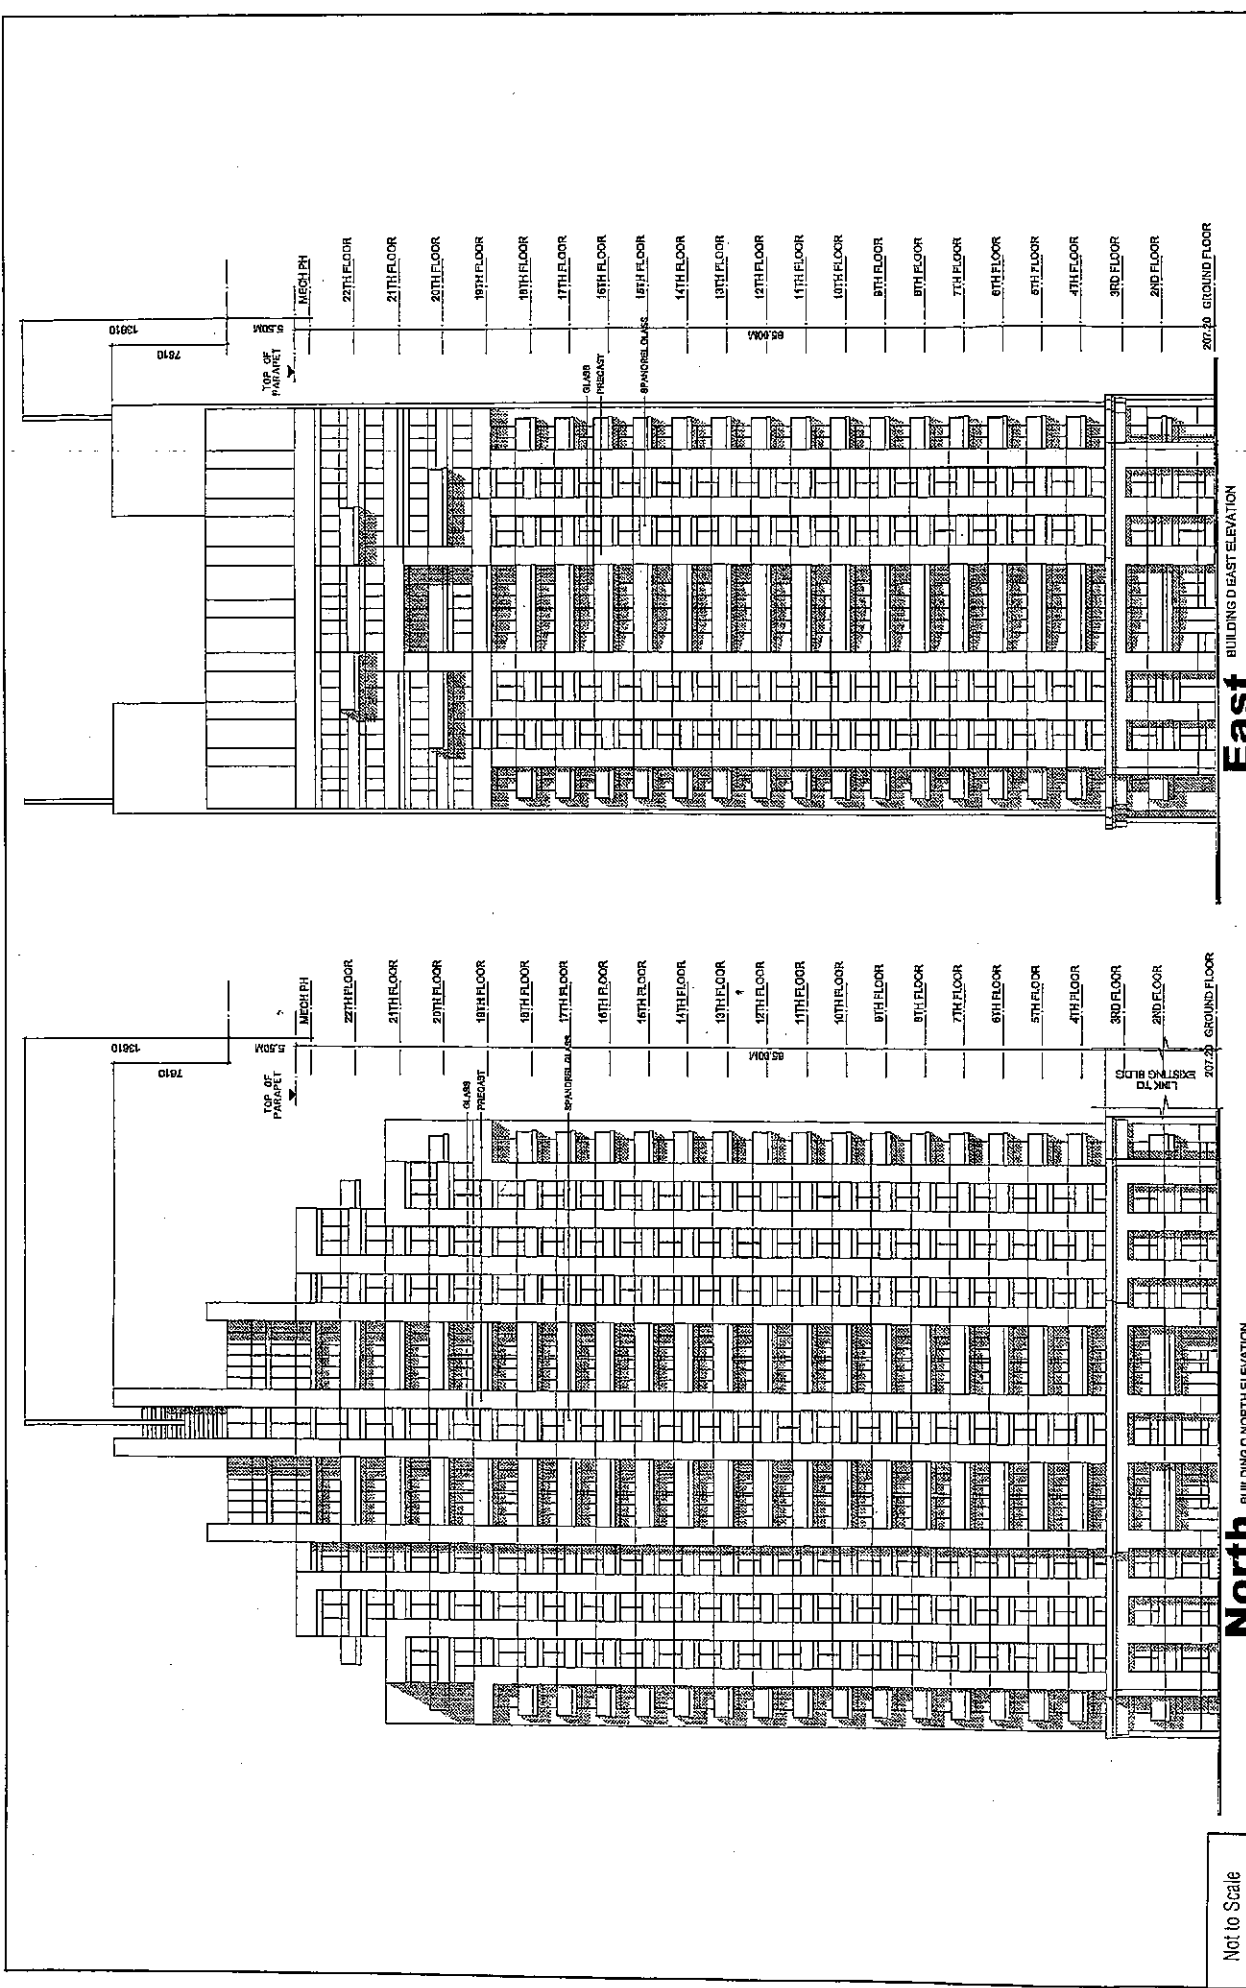 13610
7610
5.50M
TOP OF
PARAPET
MECH PH
22TH FLOOR
21TH FLOOR
20TH FLOOR
19TH FLOOR
18TH FLOOR
17TH FLOOR
16TH FLOOR
15TH FLOOR
14TH FLOOR
13TH FLOOR
12TH FLOOR
11TH FLOOR
10TH FLOOR
9TH FLOOR
8TH FLOOR
7TH FLOOR
6TH FLOOR
5TH FLOOR
4TH FLOOR
3RD FLOOR
2ND FLOOR
207.20 GROUND FLOOR
GLASS
PRECAST
SPANDREL GLASS
65.00M
LINK TO
EXISTING BLDG
North BUILDING D NORTH ELEVATION
13610
7610
5.50M
TOP OF
PARAPET
MECH PH
22TH FLOOR
21TH FLOOR
20TH FLOOR
19TH FLOOR
18TH FLOOR
17TH FLOOR
16TH FLOOR
15TH FLOOR
14TH FLOOR
13TH FLOOR
12TH FLOOR
11TH FLOOR
10TH FLOOR
9TH FLOOR
8TH FLOOR
7TH FLOOR
6TH FLOOR
5TH FLOOR
4TH FLOOR
3RD FLOOR
2ND FLOOR
207.20 GROUND FLOOR
GLASS
PRECAST
SPANDREL GLASS
65.00M
East BUILDING D EAST ELEVATION
Not to Scale